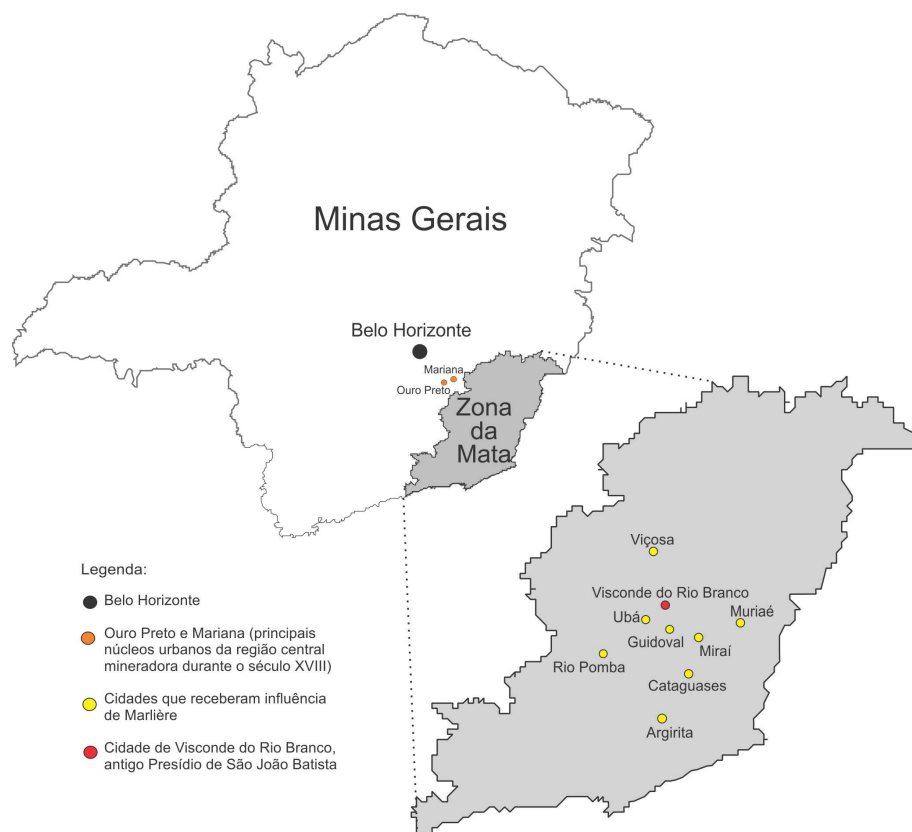 Minas Gerais
Belo Horizonte
Mariana
Ouro Preto
Zona
da
Mata
Viçosa
Visconde do Rio Branco
Ubá
Muriaé
Guidoval
Miraí
Rio Pomba
Cataguases
Argirita
Legenda:
Belo Horizonte
Ouro Preto e Mariana (principais
núcleos urbanos da região central
mineradora durante o século XVIII)
Cidades que receberam influência
de Marlière
Cidade de Visconde do Rio Branco,
antigo Presídio de São João Batista